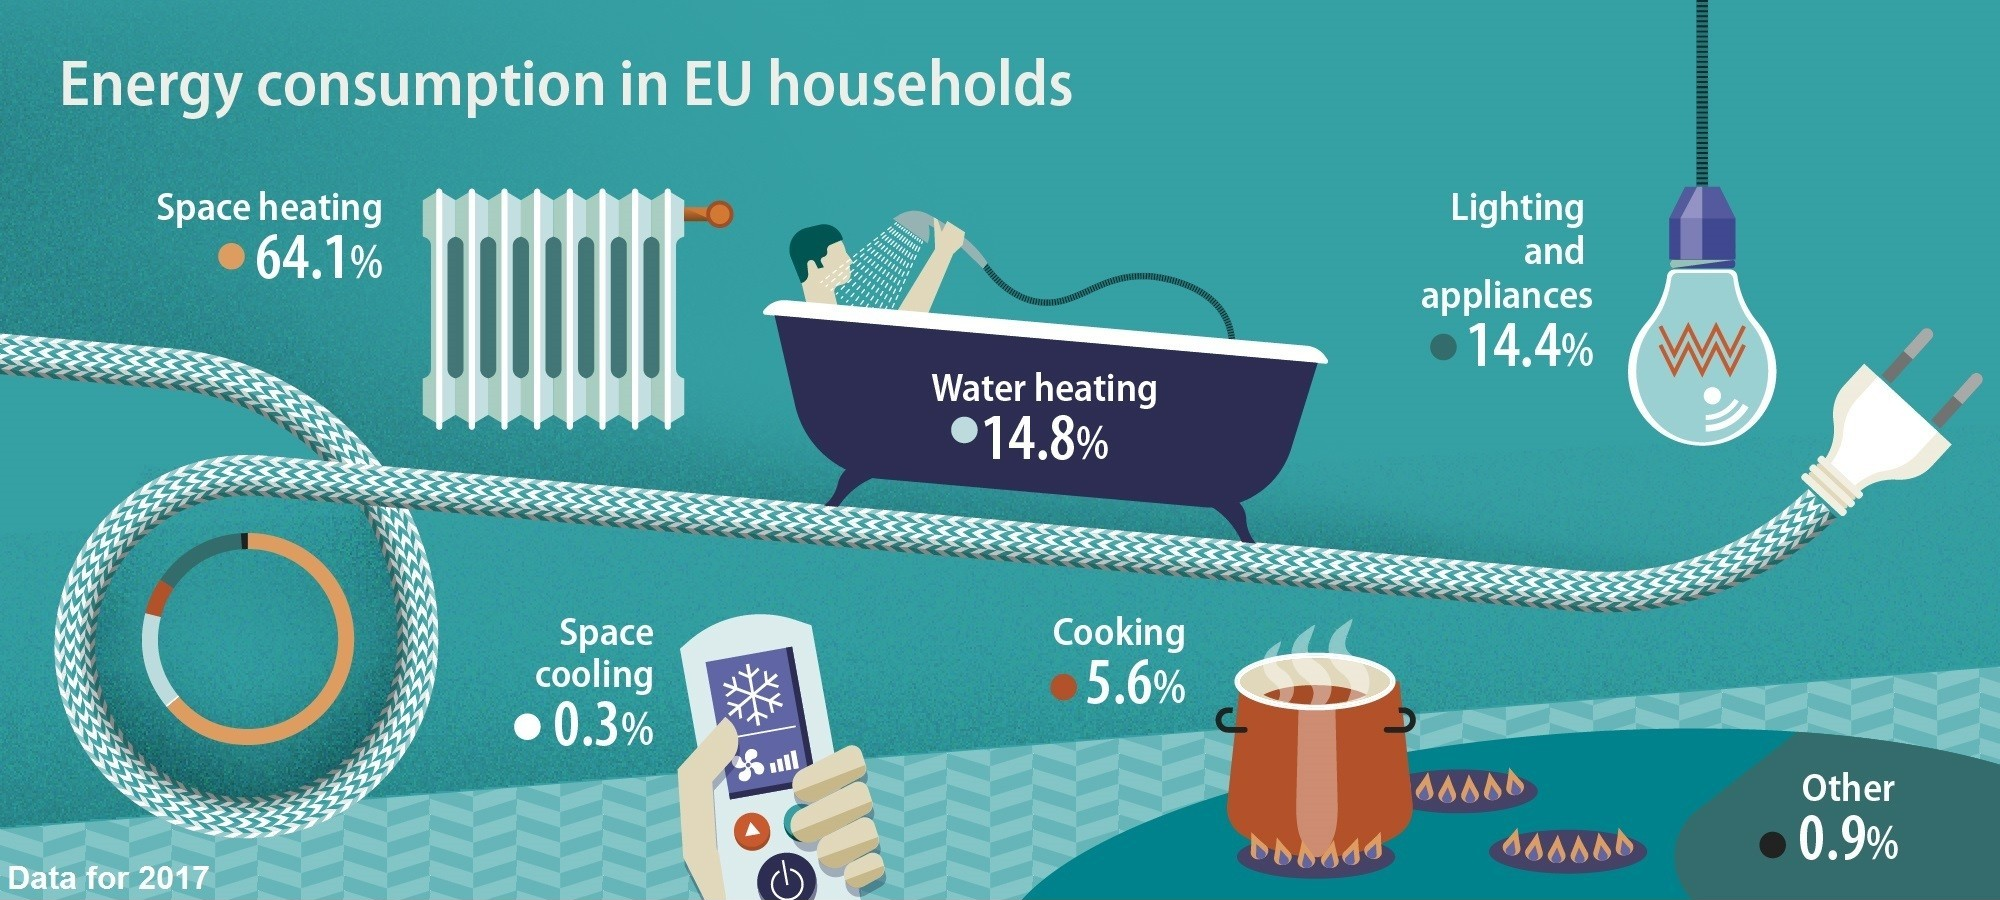 Energy consumption in EU households
Space heating
64.1%
Water heating
14.8%
Lighting
and
appliances
14.4%
Space
cooling
0.3%
Cooking
5.6%
Other
0.9%
Data for 2017